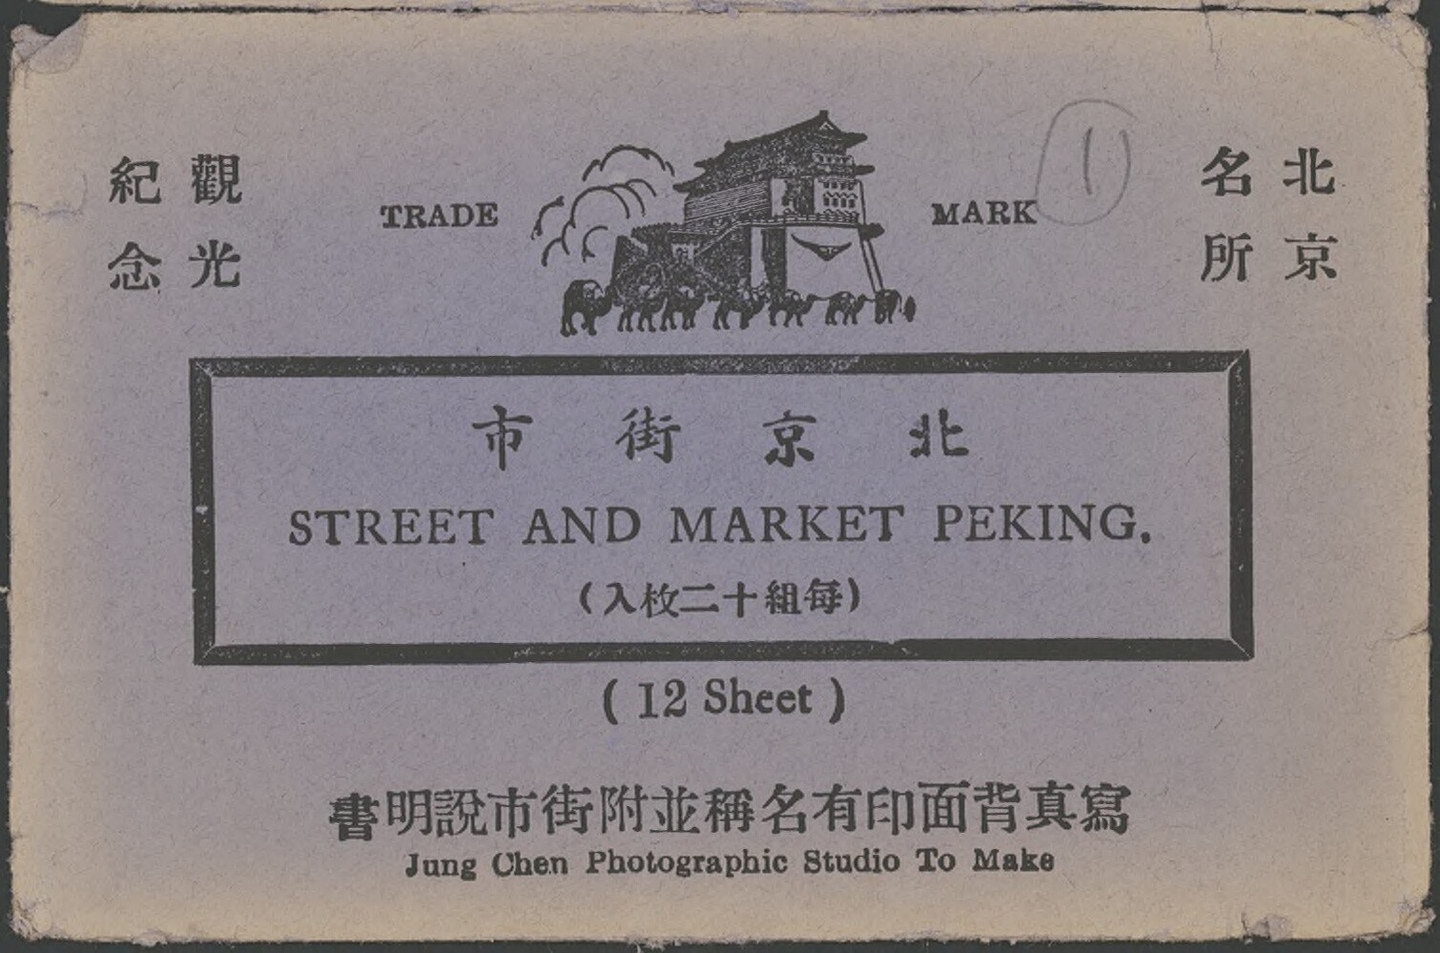 北京
名所
1
TRADE MARK
觀光
紀念
北京街市
STREET AND MARKET PEKING.
(每組十二枚入)
( 12 Sheet )
寫真背面印有名稱並附街市說明書
Jung Chen Photographic Studio To Make